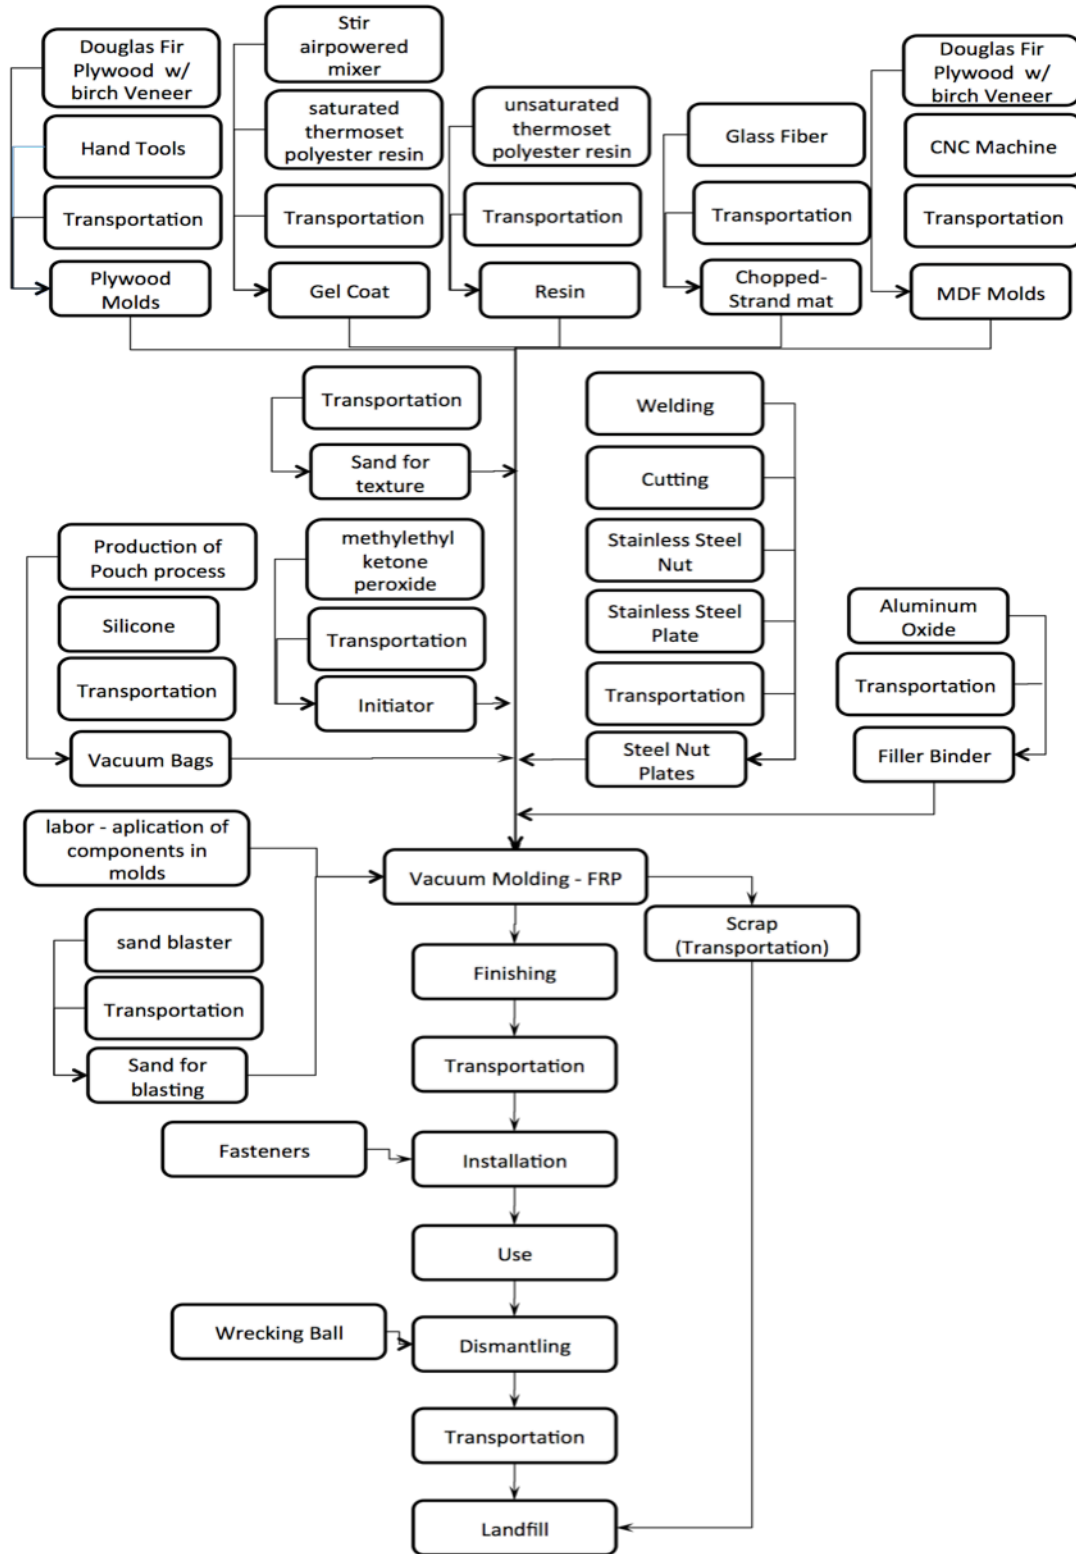 Douglas Fir
Plywood w/
birch Veneer
Hand Tools
Transportation
Plywood
Molds
Stir
airpowered
mixer
saturated
thermoset
polyester resin
Transportation
Gel Coat
unsaturated
thermoset
polyester resin
Transportation
Resin
Glass Fiber
Transportation
Chopped-
Strand mat
Douglas Fir
Plywood w/
birch Veneer
CNC Machine
Transportation
MDF Molds
Transportation
Sand for
texture
Welding
Cutting
Stainless Steel
Nut
Stainless Steel
Plate
Transportation
Steel Nut
Plates
Production of
Pouch process
Silicone
Transportation
Vacuum Bags
methylethyl
ketone
peroxide
Transportation
Initiator
Aluminum
Oxide
Transportation
Filler Binder
labor - aplication of
components in
molds
Vacuum Molding - FRP
Scrap
(Transportation)
sand blaster
Transportation
Sand for
blasting
Finishing
Transportation
Fasteners
Installation
Use
Wrecking Ball
Dismantling
Transportation
Landfill